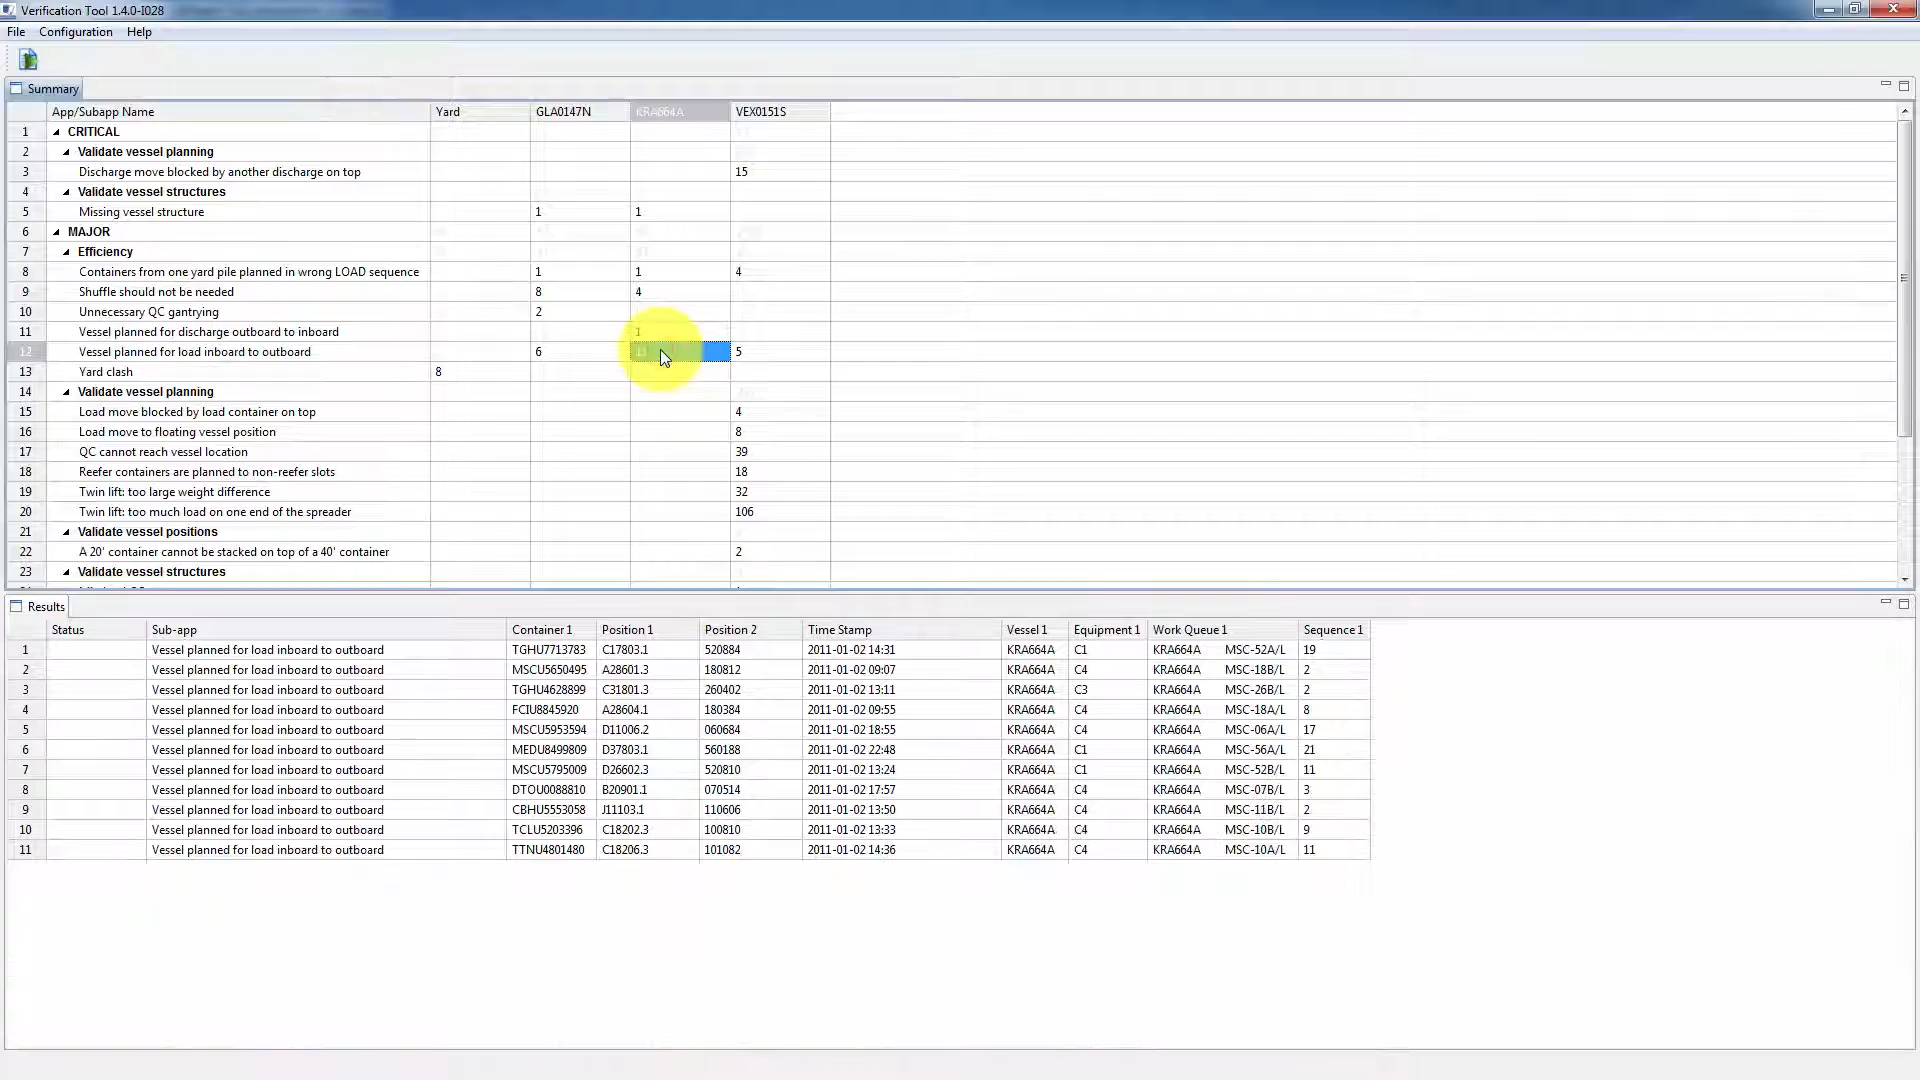 Verification Tool 1.4.0-I028
File Configuration Help
Summary
App/Subapp Name Yard GLA0147N KRA664A VEX0151S
1 CRITICAL
2 Validate vessel planning
3 Discharge move blocked by another discharge on top 15
4 Validate vessel structures
5 Missing vessel structure 1 1
6 MAJOR
7 Efficiency
8 Containers from one yard pile planned in wrong LOAD sequence 1 1 4
9 Shuffle should not be needed 8 4
10 Unnecessary QC gantrying 2
11 Vessel planned for discharge outboard to inboard 1
12 Vessel planned for load inboard to outboard 6 11 5
13 Yard clash 8
14 Validate vessel planning
15 Load move blocked by load container on top 4
16 Load move to floating vessel position 8
17 QC cannot reach vessel location 39
18 Reefer containers are planned to non-reefer slots 18
19 Twin lift: too large weight difference 32
20 Twin lift: too much load on one end of the spreader 106
21 Validate vessel positions
22 A 20' container cannot be stacked on top of a 40' container 2
23 Validate vessel structures
Results
Status Sub-app Container 1 Position 1 Position 2 Time Stamp Vessel 1 Equipment 1 Work Queue 1 Sequence 1
1 Vessel planned for load inboard to outboard TGHU7713783 C17803.1 520884 2011-01-02 14:31 KRA664A C1 KRA664A MSC-52A/L 19
2 Vessel planned for load inboard to outboard MSCU5650495 A28601.3 180812 2011-01-02 09:07 KRA664A C4 KRA664A MSC-18B/L 2
3 Vessel planned for load inboard to outboard TGHU4628899 C31801.3 260402 2011-01-02 13:11 KRA664A C3 KRA664A MSC-26B/L 2
4 Vessel planned for load inboard to outboard FCIU8845920 A28604.1 180384 2011-01-02 09:55 KRA664A C4 KRA664A MSC-18A/L 8
5 Vessel planned for load inboard to outboard MSCU5953594 D11006.2 060684 2011-01-02 18:55 KRA664A C4 KRA664A MSC-06A/L 17
6 Vessel planned for load inboard to outboard MEDU8499809 D37803.1 560188 2011-01-02 22:48 KRA664A C1 KRA664A MSC-56A/L 21
7 Vessel planned for load inboard to outboard MSCU5795009 D26602.3 520810 2011-01-02 13:24 KRA664A C1 KRA664A MSC-52B/L 11
8 Vessel planned for load inboard to outboard DTOU0088810 B20901.1 070514 2011-01-02 17:57 KRA664A C4 KRA664A MSC-07B/L 3
9 Vessel planned for load inboard to outboard CBHU5553058 J11103.1 110606 2011-01-02 13:50 KRA664A C4 KRA664A MSC-11B/L 2
10 Vessel planned for load inboard to outboard TCLU5203396 C18202.3 100810 2011-01-02 13:33 KRA664A C4 KRA664A MSC-10B/L 9
11 Vessel planned for load inboard to outboard TTNU4801480 C18206.3 101082 2011-01-02 14:36 KRA664A C4 KRA664A MSC-10A/L 11